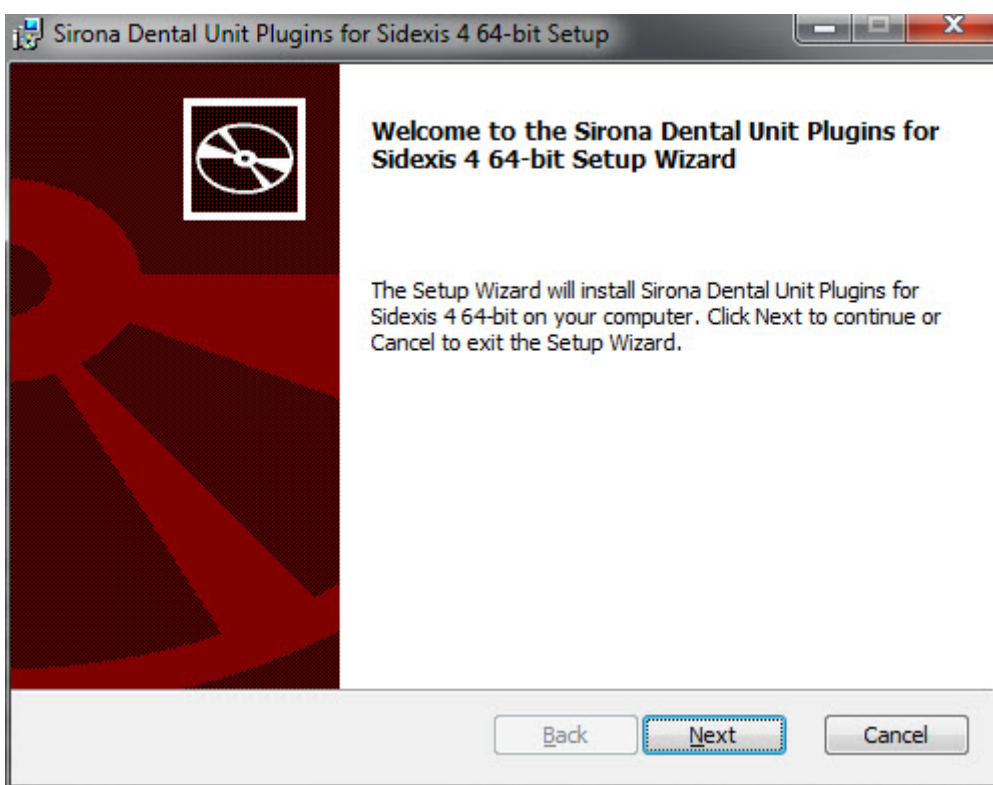 Sirona Dental Unit Plugins for Sidexis 4 64-bit Setup
Welcome to the Sirona Dental Unit Plugins for
Sidexis 4 64-bit Setup Wizard
The Setup Wizard will install Sirona Dental Unit Plugins for
Sidexis 4 64-bit on your computer. Click Next to continue or
Cancel to exit the Setup Wizard.
Back Next Cancel